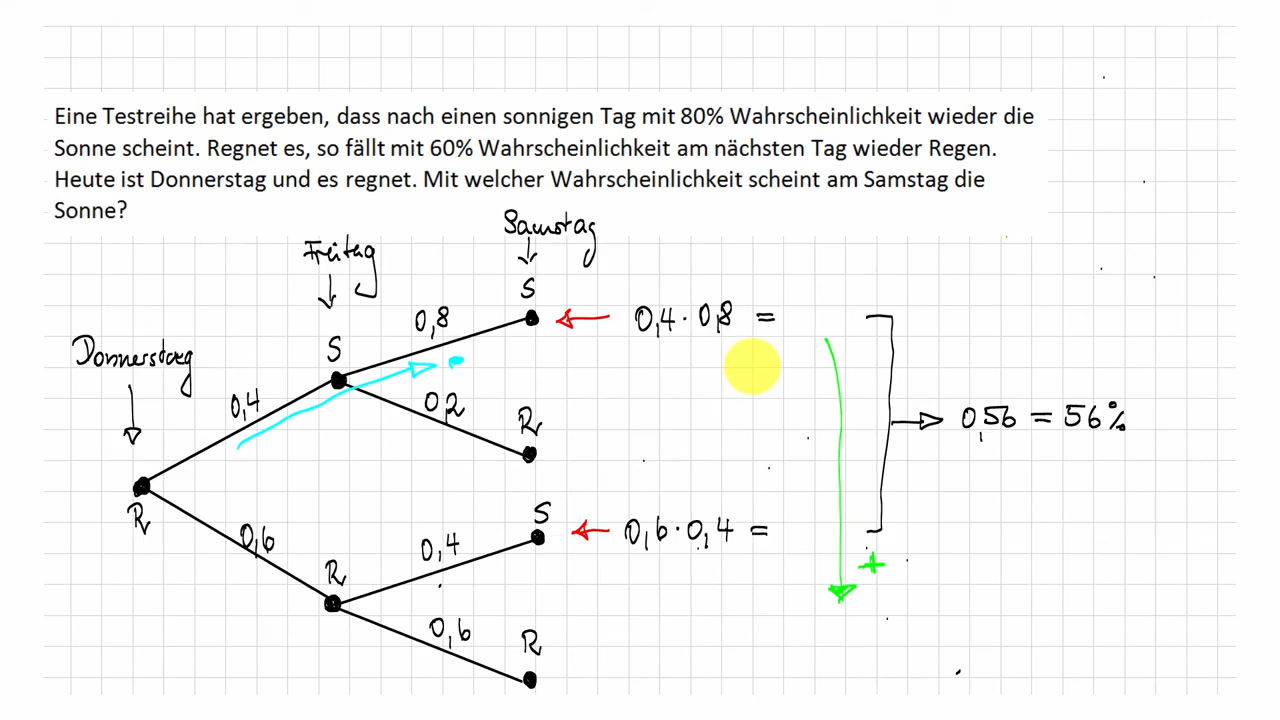 Eine Testreihe hat ergeben, dass nach einen sonnigen Tag mit 80% Wahrscheinlichkeit wieder die
Sonne scheint. Regnet es, so fällt mit 60% Wahrscheinlichkeit am nächsten Tag wieder Regen.
Heute ist Donnerstag und es regnet. Mit welcher Wahrscheinlichkeit scheint am Samstag die
Sonne?
Samstag
Freitag
S
0,8
0,4 · 0,8 =
Donnerstag
S
0,4
0,2
R
0,56 = 56%
R
S
0,6 · 0,4 =
0,6
0,4
+
R
0,6
R